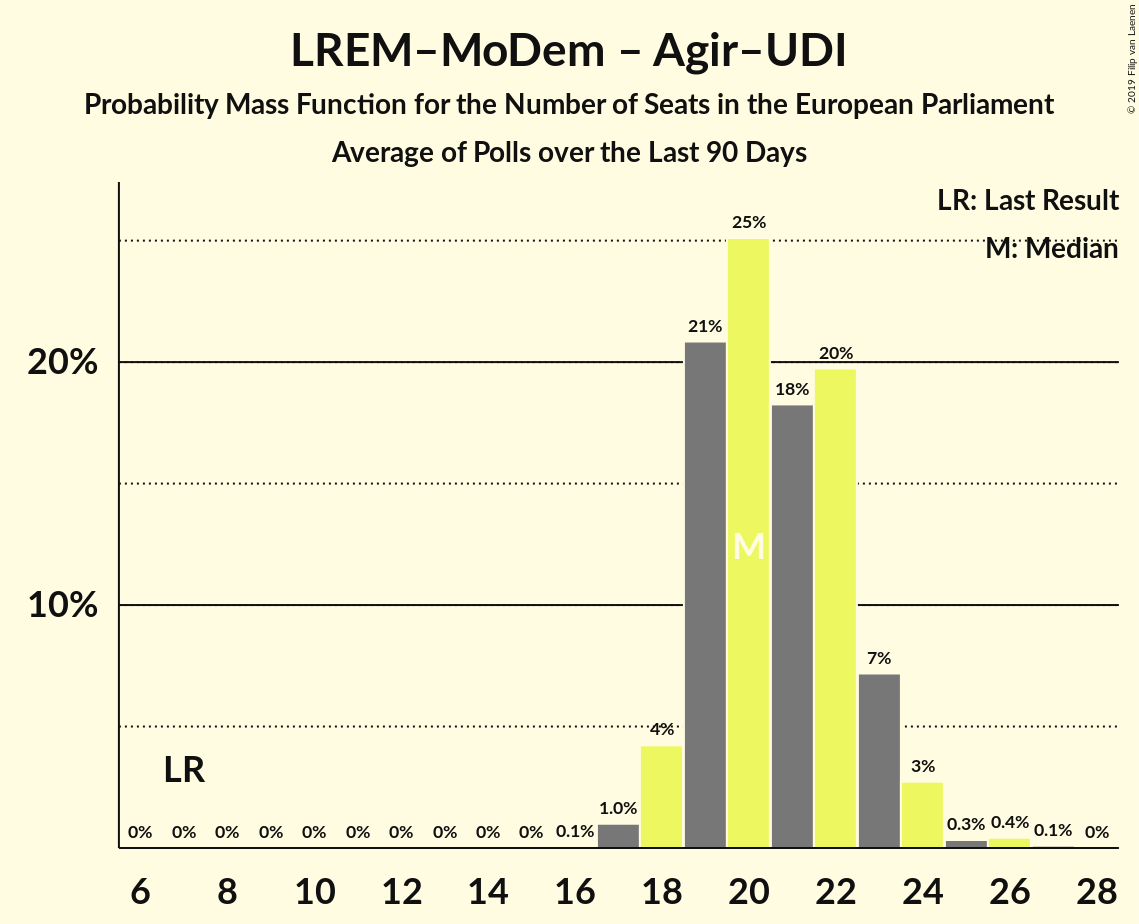 LREM–MoDem – Agir–UDI
Probability Mass Function for the Number of Seats in the European Parliament
Average of Polls over the Last 90 Days
© 2019 Filip van Laenen
LR: Last Result
M: Median
20%
10%
LR
M
0% 0% 0% 0% 0% 0% 0% 0% 0% 0% 0.1% 1.0% 4% 21% 25% 18% 20% 7% 3% 0.3% 0.4% 0.1% 0%
6 8 10 12 14 16 18 20 22 24 26 28